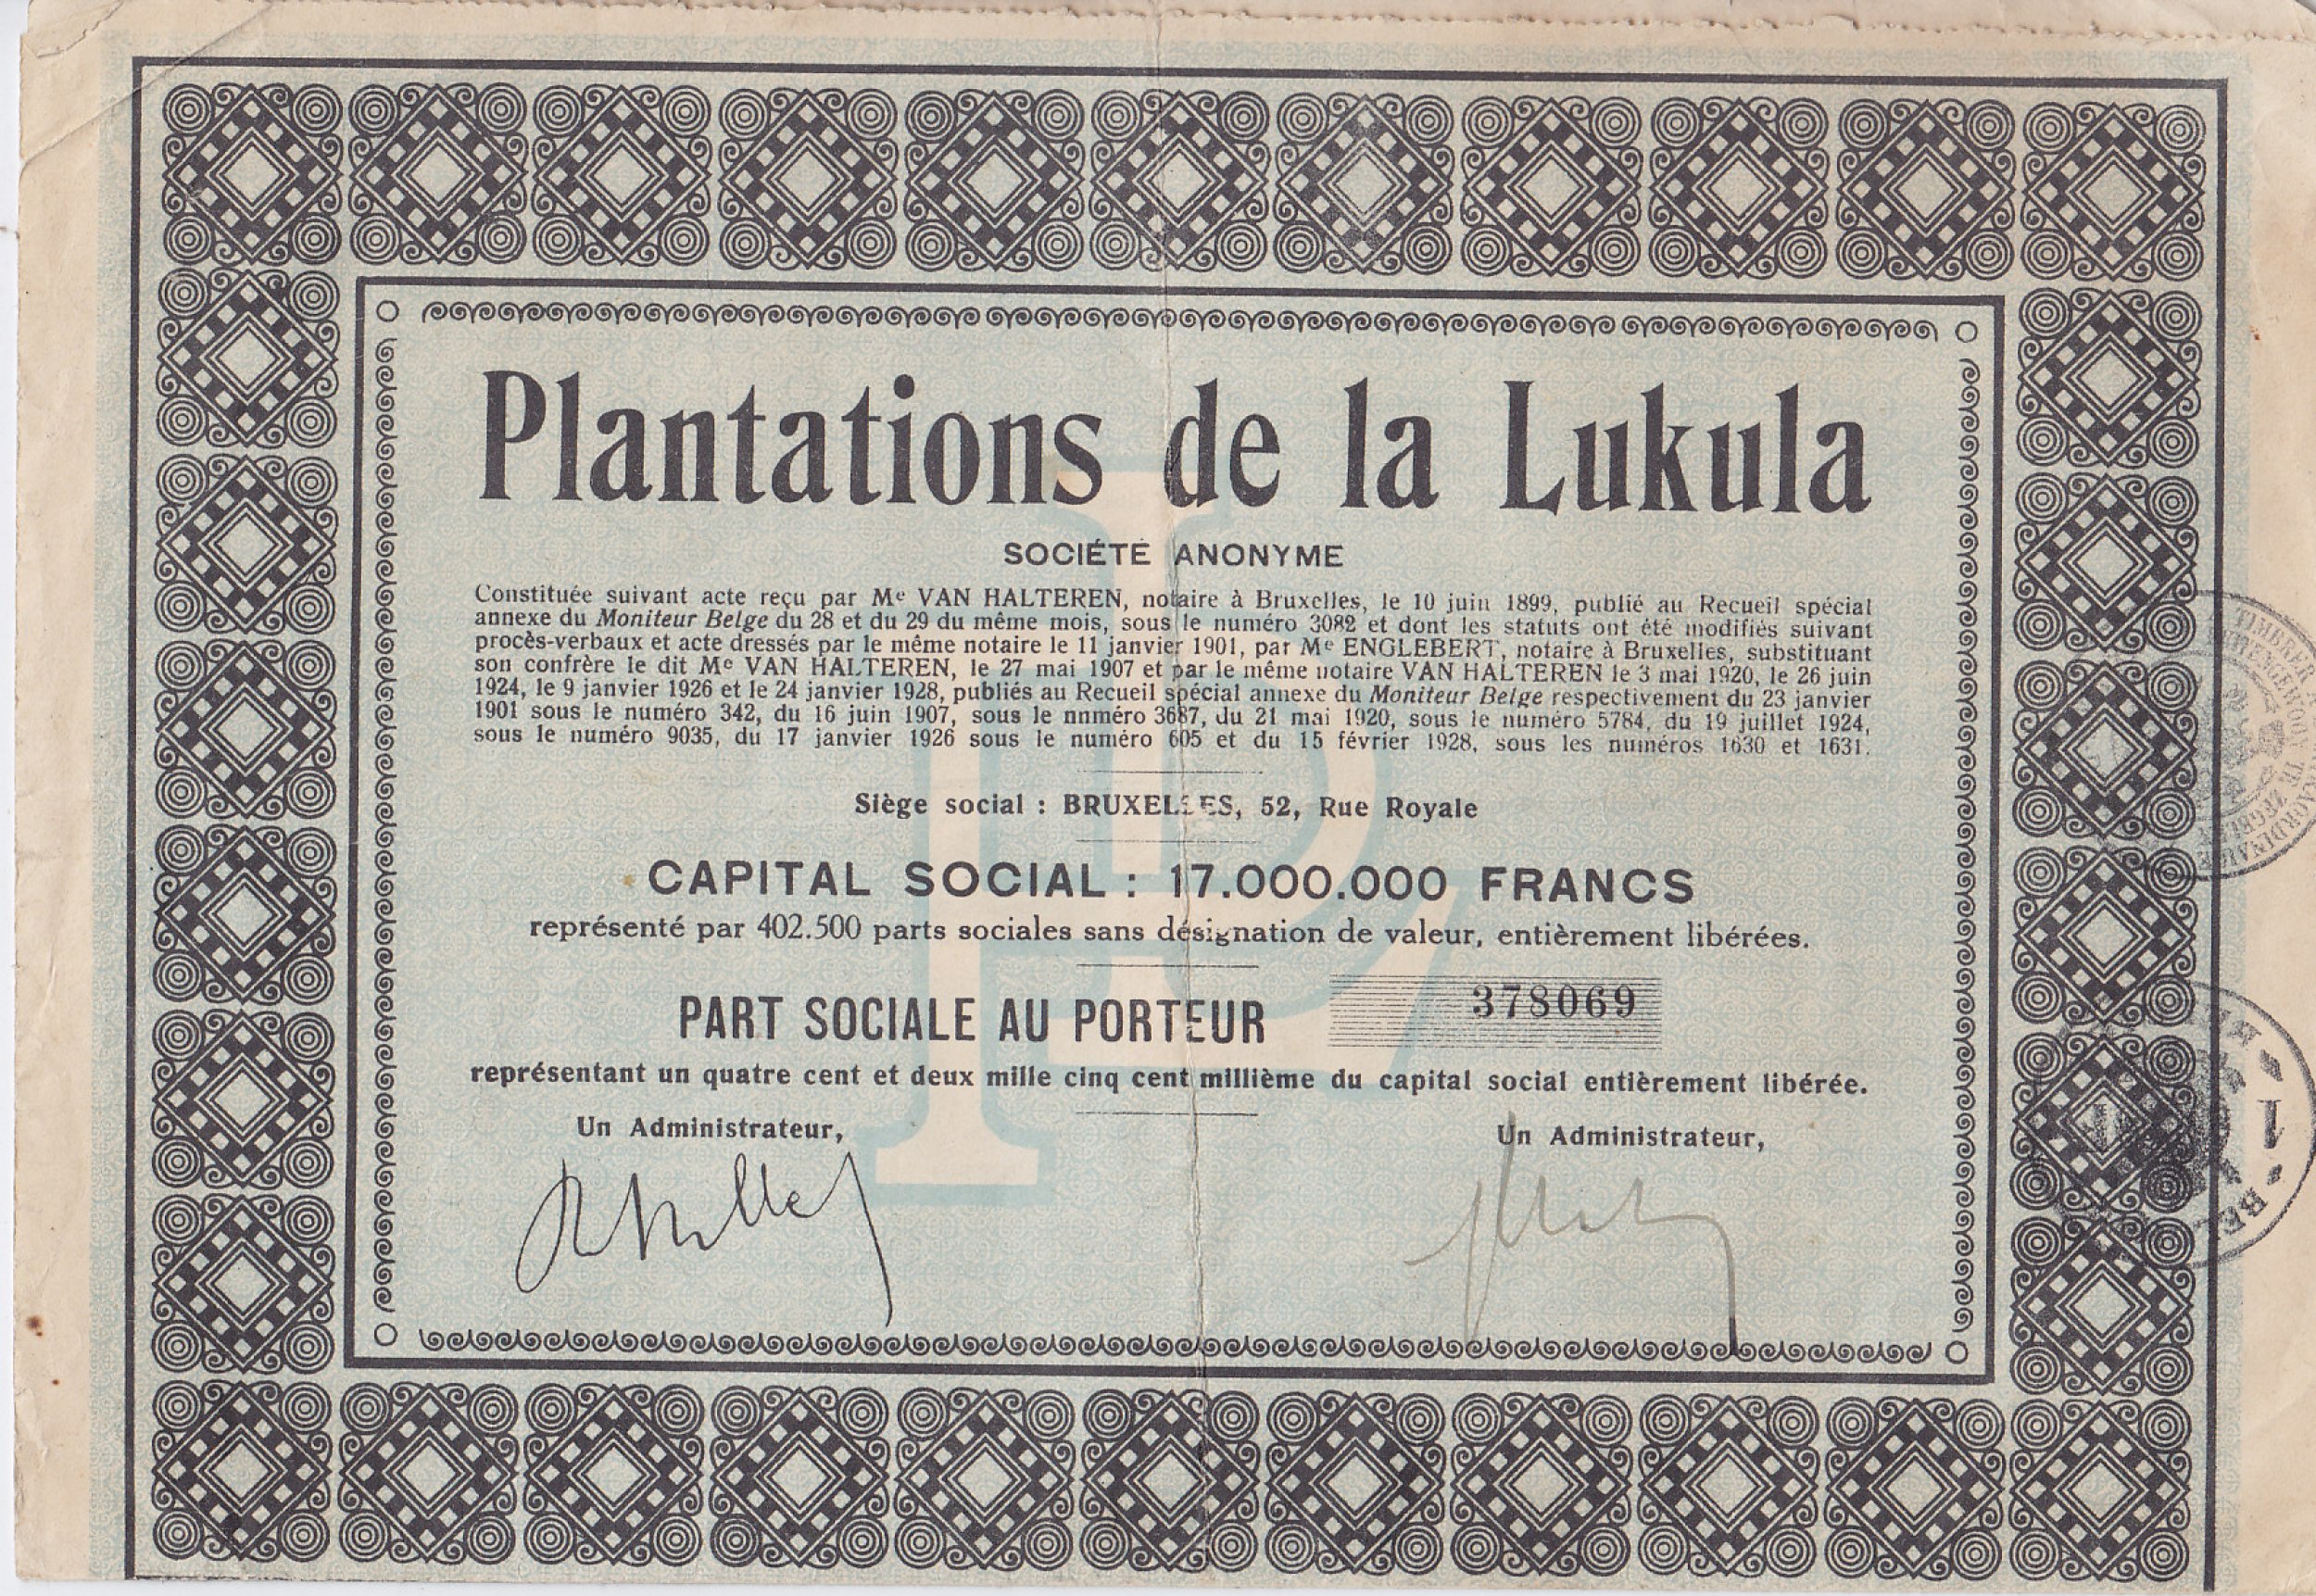 Plantations de la Lukula
SOCIÉTÉ ANONYME
Constituée suivant acte reçu par Me VAN HALTEREN, notaire à Bruxelles, le 10 juin 1899, publié au Recueil spécial
annexe du Moniteur Belge du 28 et du 29 du même mois, sous le numéro 3082 et dont les statuts ont été modifiés suivant
procès-verbaux et acte dressés par le même notaire le 11 janvier 1901, par Me ENGLEBERT, notaire à Bruxelles, substituant
son confrère le dit Me VAN HALTEREN, le 27 mai 1907 et par le même notaire VAN HALTEREN le 3 mai 1920, le 26 juin
1924, le 9 janvier 1926 et le 24 janvier 1928, publiés au Recueil spécial annexe du Moniteur Belge respectivement du 23 janvier
1901 sous le numéro 342, du 16 juin 1907, sous le nnméro 3687, du 21 mai 1920, sous le numéro 5784, du 19 juillet 1924,
sous le numéro 9035, du 17 janvier 1926 sous le numéro 605 et du 15 février 1928, sous les numéros 1630 et 1631.
Siège social : BRUXELLES, 52, Rue Royale
CAPITAL SOCIAL : 17.000.000 FRANCS
représenté par 402.500 parts sociales sans désignation de valeur, entièrement libérées.
PART SOCIALE AU PORTEUR 378069
représentant un quatre cent et deux mille cinq cent millième du capital social entièrement libérée.
Un Administrateur, Un Administrateur,
TIMBRE
1